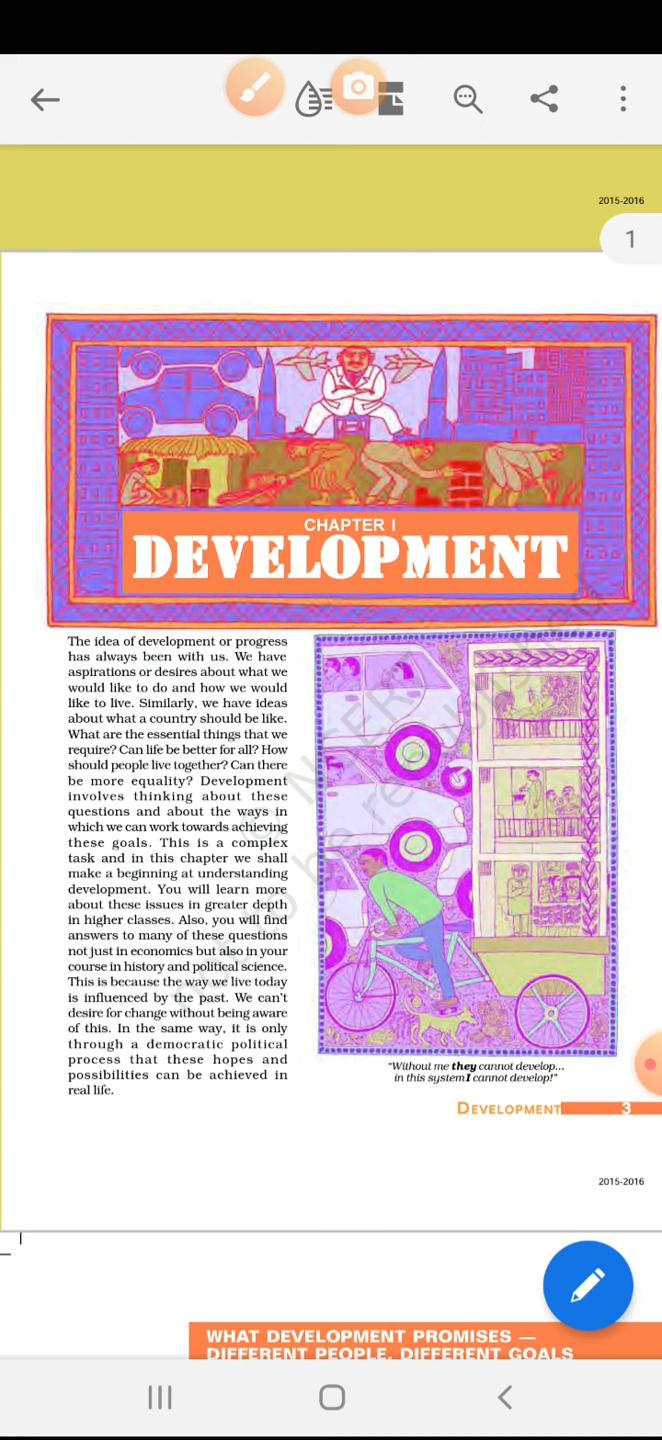 2015-2016
1
CHAPTER I
DEVELOPMENT
The idea of development or progress
has always been with us. We have
aspirations or desires about what we
would like to do and how we would
like to live. Similarly, we have ideas
about what a country should be like.
What are the essential things that we
require? Can life be better for all? How
should people live together? Can there
be more equality? Development
involves thinking about these
questions and about the ways in
which we can work towards achieving
these goals. This is a complex
task and in this chapter we shall
make a beginning at understanding
development. You will learn more
about these issues in greater depth
in higher classes. Also, you will find
answers to many of these questions
not just in economics but also in your
course in history and political science.
This is because the way we live today
is influenced by the past. We can't
desire for change without being aware
of this. In the same way, it is only
through a democratic political
process that these hopes and
possibilities can be achieved in
real life.
© NCERT
not to be republished
"Without me they cannot develop...
in this system I cannot develop!"
DEVELOPMENT 3
2015-2016
WHAT DEVELOPMENT PROMISES —
DIFFERENT PEOPLE, DIFFERENT GOALS